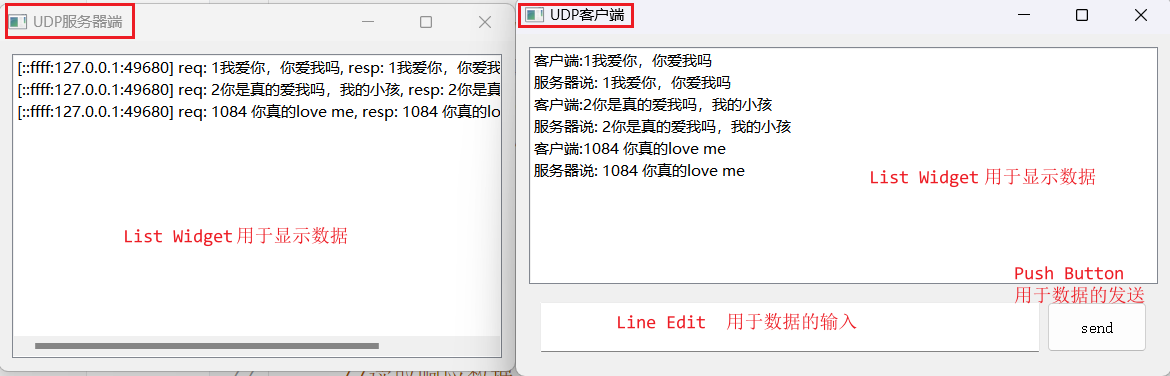 UDP服务器端
[::ffff:127.0.0.1:49680] req: 1我爱你，你爱我吗, resp: 1我爱你，你爱我
[::ffff:127.0.0.1:49680] req: 2你是真的爱我吗，我的小孩, resp: 2你是真
[::ffff:127.0.0.1:49680] req: 1084 你真的love me, resp: 1084 你真的lo
List Widget 用于显示数据
UDP客户端
客户端:1我爱你，你爱我吗
服务器说: 1我爱你，你爱我吗
客户端:2你是真的爱我吗，我的小孩
服务器说: 2你是真的爱我吗，我的小孩
客户端:1084 你真的love me
服务器说: 1084 你真的love me
List Widget 用于显示数据
Push Button
用于数据的发送
Line Edit 用于数据的输入
send